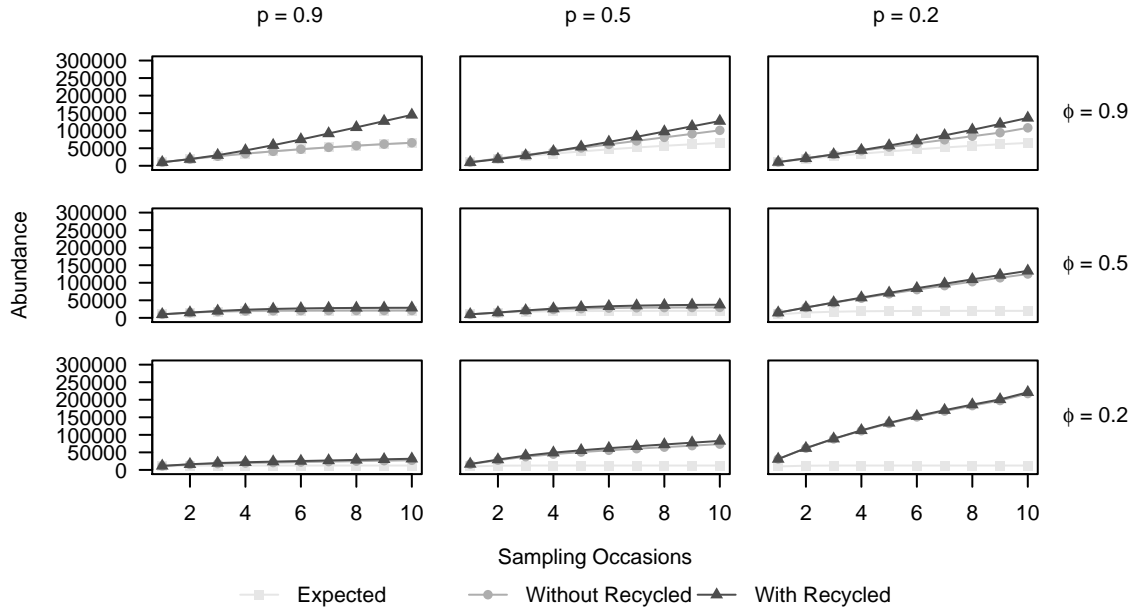 p = 0.9 p = 0.5 p = 0.2
300000
250000
200000
150000
100000
50000
0
ϕ = 0.9
300000
250000
200000
150000
100000
50000
0
ϕ = 0.5
Abundance
300000
250000
200000
150000
100000
50000
0
ϕ = 0.2
2 4 6 8 10 2 4 6 8 10 2 4 6 8 10
Sampling Occasions
Expected Without Recycled With Recycled